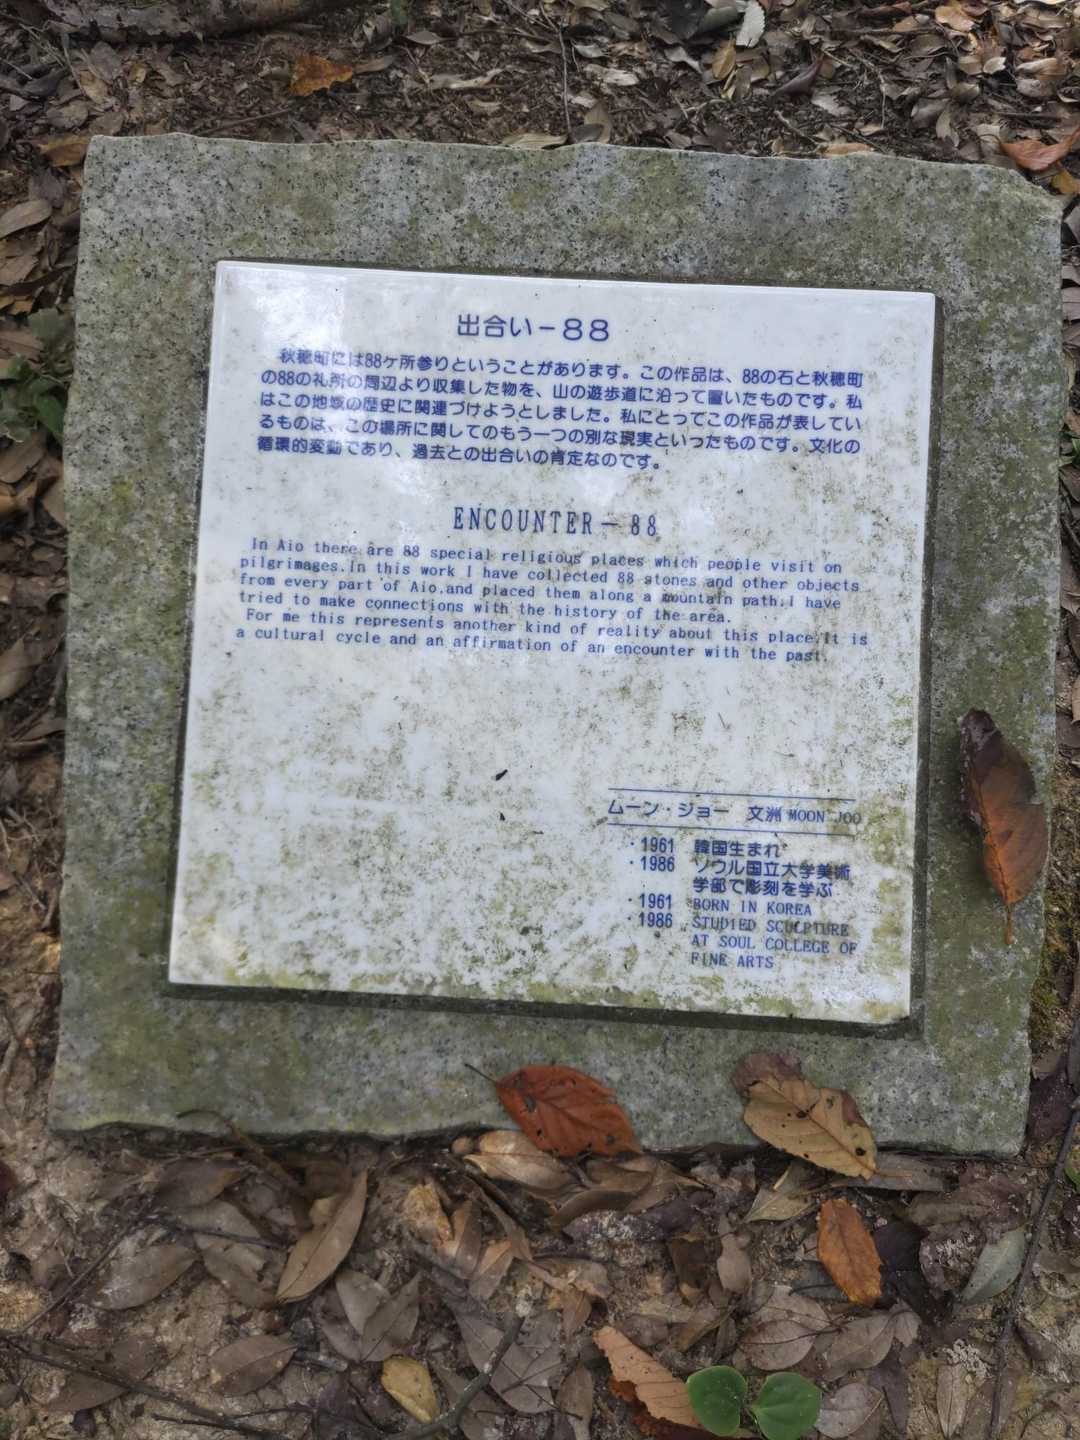 出合い－88
秋穂町には88ケ所参りということがあります。この作品は、88の石と秋穂町
の88の礼所の周辺より収集した物を、山の遊歩道に沿って置いたものです。私
はこの地域の歴史に関連づけようとしました。私にとってこの作品が表してい
るものは、この場所に関してのもう一つの別な現実といったものです。文化の
循環的変動であり、過去との出合いの肯定なのです。
ENCOUNTER－88
In Aio there are 88 special religious places which people visit on
pilgrimages.In this work I have collected 88 stones and other objects
from every part of Aio.and placed them along a mountain path.I have
tried to make connections with the history of the area.
For me this represents another kind of reality about this place.It is
a cultural cycle and an affirmation of an encounter with the past.
ムーン・ジョー 文洲 MOON JOO
・1961 韓国生まれ
・1986 ソウル国立大学美術
学部で彫刻を学ぶ
・1961 BORN IN KOREA
・1986 STUDIED SCULPTURE
AT SOUL COLLEGE OF
FINE ARTS